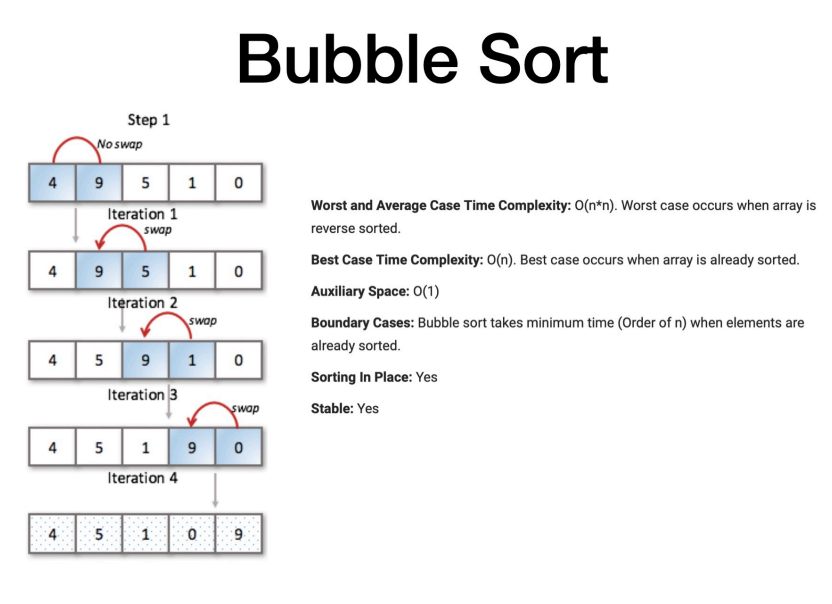 Bubble Sort
Step 1
No swap
4 9 5 1 0
Iteration 1
swap
4 9 5 1 0
Iteration 2
swap
4 5 9 1 0
Iteration 3
swap
4 5 1 9 0
Iteration 4
4 5 1 0 9
Worst and Average Case Time Complexity: O(n*n). Worst case occurs when array is
reverse sorted.
Best Case Time Complexity: O(n). Best case occurs when array is already sorted.
Auxiliary Space: O(1)
Boundary Cases: Bubble sort takes minimum time (Order of n) when elements are
already sorted.
Sorting In Place: Yes
Stable: Yes